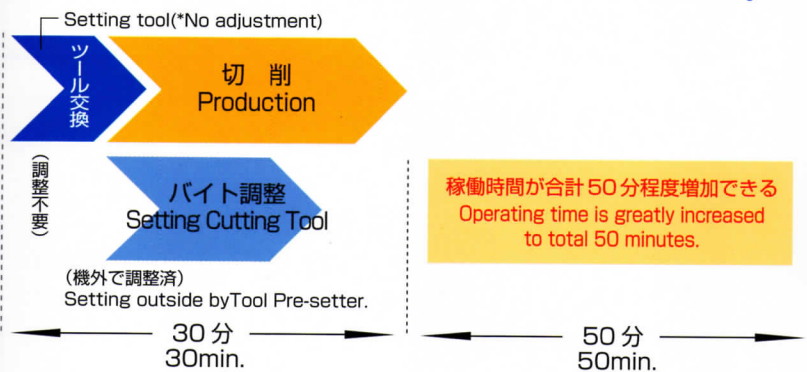 Setting tool(*No adjustment)
ツール交換
切 削
Production
(調整不要)
バイト調整
Setting Cutting Tool
(機外で調整済)
Setting outside byTool Pre-setter.
稼働時間が合計50分程度増加できる
Operating time is greatly increased
to total 50 minutes.
30分
30min.
50分
50min.